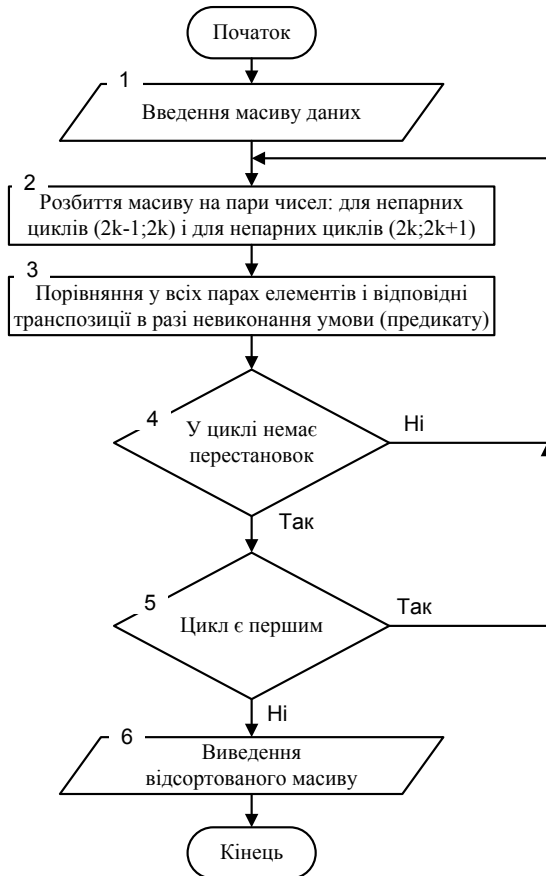 Початок
1
Введення масиву даних
2
Розбиття масиву на пари чисел: для непарних
циклів (2k-1;2k) і для непарних циклів (2k;2k+1)
3
Порівняння у всіх парах елементів і відповідні
транспозиції в разі невиконання умови (предикату)
4
У циклі немає
перестановок
Ні
Так
5
Цикл є першим
Так
Ні
6
Виведення
відсортованого масиву
Кінець